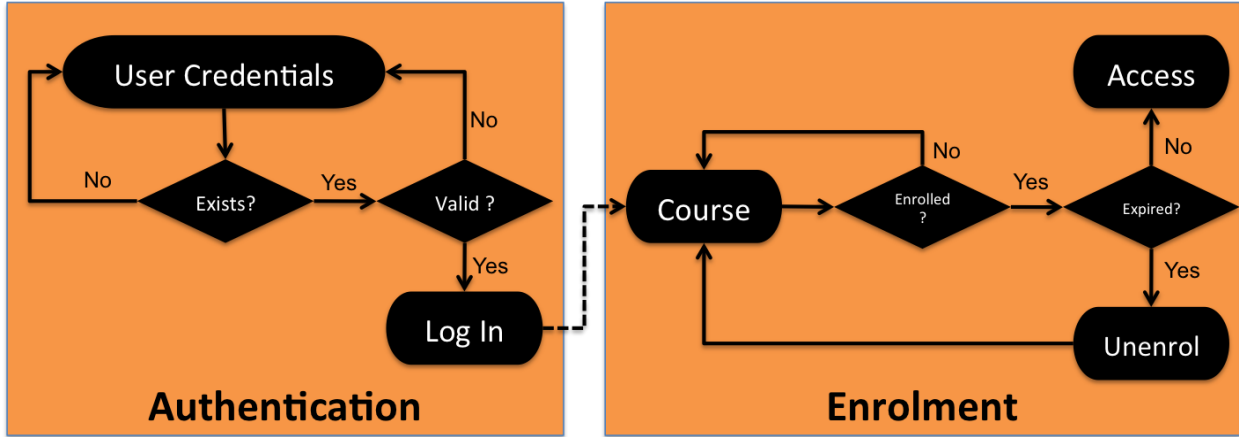 User Credentials
No
No
Exists?
Yes
Valid ?
Yes
Log In
Authentication
Access
No
No
Course
Enrolled
?
Yes
Expired?
Yes
Unenrol
Enrolment